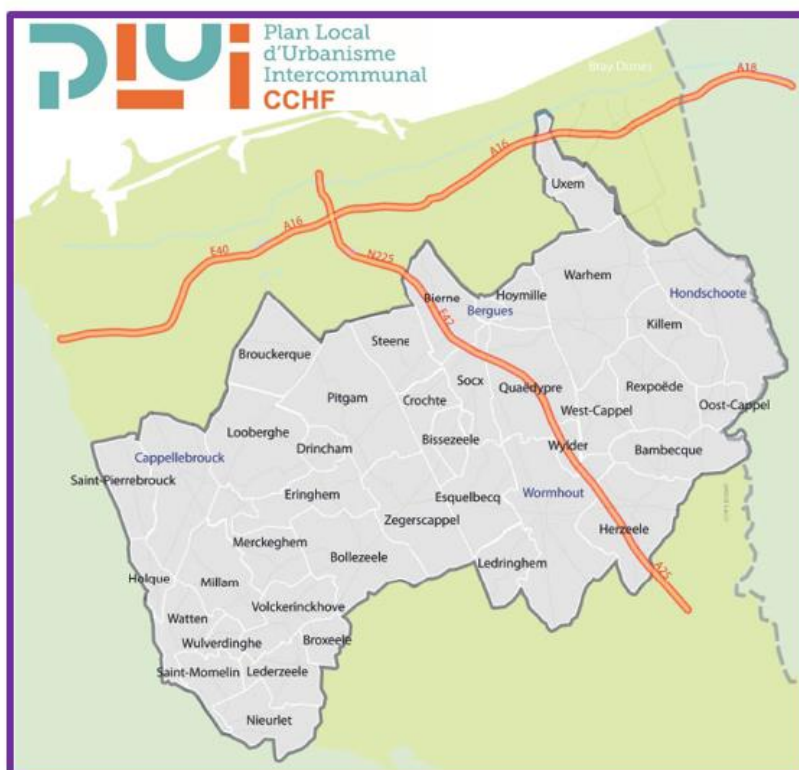 PLUi
Plan Local
d'Urbanisme
Intercommunal
CCHF
A18
A16
Uxem
A16
E40
N225
Warhem
Hoymille
Bierne
Hondschoote
Bergues
Killem
E42
Steene
Brouckerque
Socx
Quaëdypre
Rexpoëde
Pitgam
Crochte
West-Cappel
Oost-Cappel
Looberghe
Bissezeele
Drincham
Wylder
Bambecque
Cappellebrouck
Saint-Pierrebrouck
Eringhem
Esquelbecq
Wormhout
Zegerscappel
Herzeele
Merckeghem
Bollezeele
Ledringhem
A25
Holque
Millam
Volckerinckhove
Watten
Broxeele
Wulverdinghe
Saint-Momelin
Lederzeele
Nieurlet